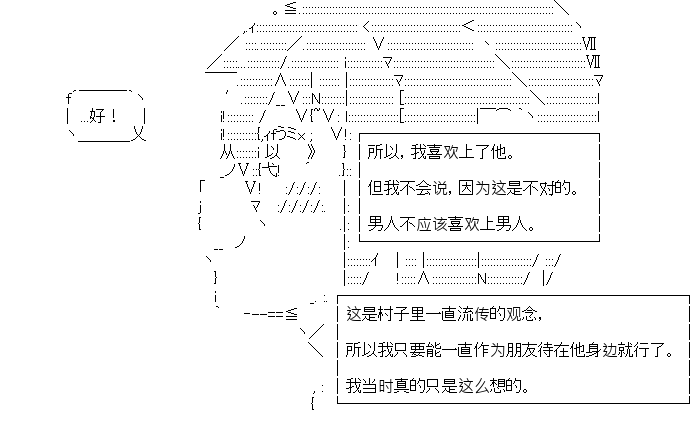 ...好！
所以，我喜欢上了他。
但我不会说，因为这是不对的。
男人不应该喜欢上男人。
这是村子里一直流传的观念，
所以我只要能一直作为朋友待在他身边就行了。
我当时真的只是这么想的。